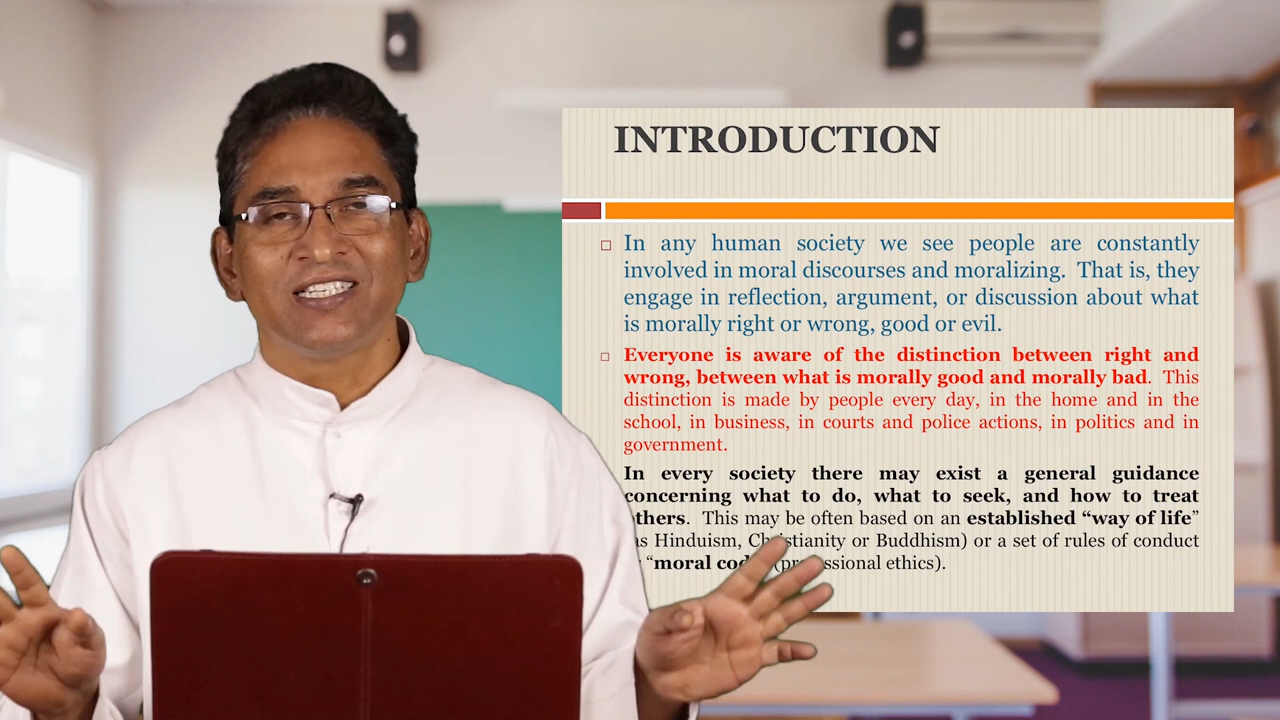 INTRODUCTION
In any human society we see people are constantly
involved in moral discourses and moralizing. That is, they
engage in reflection, argument, or discussion about what
is morally right or wrong, good or evil.
Everyone is aware of the distinction between right and
wrong, between what is morally good and morally bad. This
distinction is made by people every day, in the home and in the
school, in business, in courts and police actions, in politics and in
government.
In every society there may exist a general guidance
concerning what to do, what to seek, and how to treat
others. This may be often based on an established “way of life”
as Hinduism, Christianity or Buddhism) or a set of rules of conduct
“moral code (professional ethics).